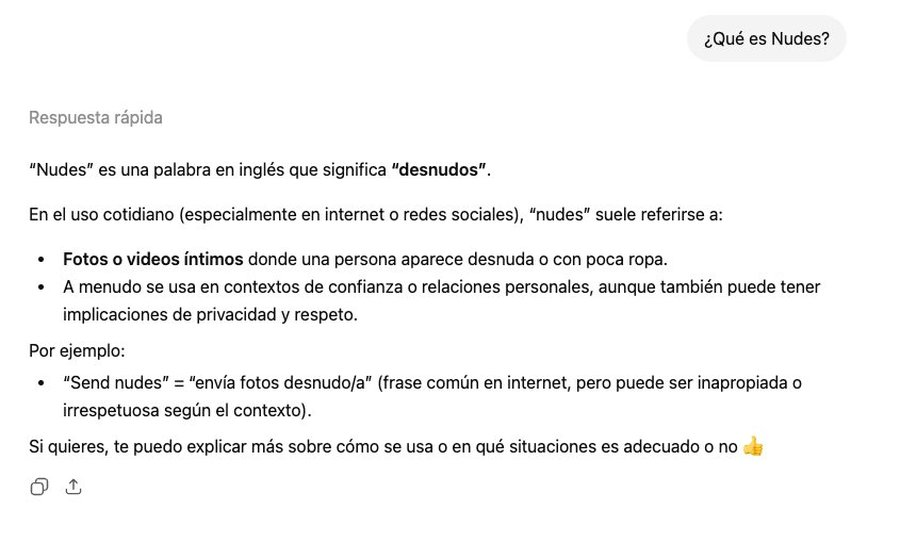 ¿Qué es Nudes?
Respuesta rápida
“Nudes” es una palabra en inglés que significa “desnudos”.
En el uso cotidiano (especialmente en internet o redes sociales), “nudes” suele referirse a:
• Fotos o videos íntimos donde una persona aparece desnuda o con poca ropa.
• A menudo se usa en contextos de confianza o relaciones personales, aunque también puede tener
implicaciones de privacidad y respeto.
Por ejemplo:
• “Send nudes” = “envía fotos desnudo/a” (frase común en internet, pero puede ser inapropiada o
irrespetuosa según el contexto).
Si quieres, te puedo explicar más sobre cómo se usa o en qué situaciones es adecuado o no 👍